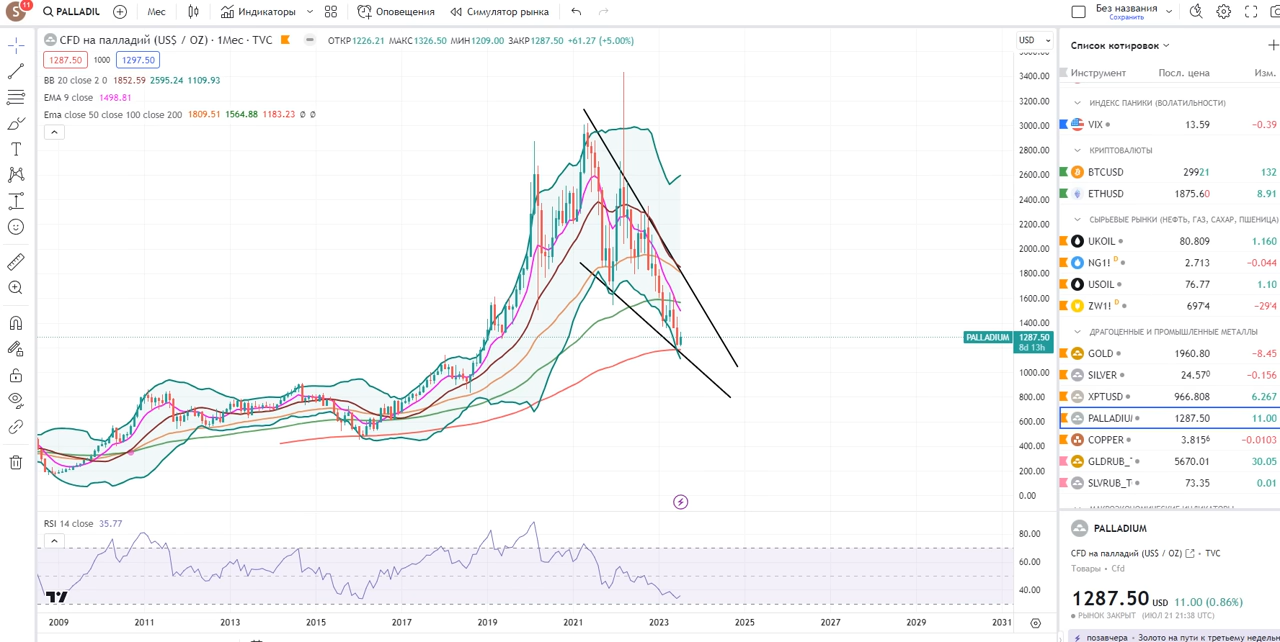 S 11 PALLADIL Мес Индикаторы Оповещения Симулятор рынка Без названия
Сохранить
CFD на палладий (US$ / OZ) · 1Мес · TVC ОТКР1226.21 МАКС1326.50 МИН1209.00 ЗАКР1287.50 +61.27 (+5.00%)
USD
1287.50 1000 1297.50
BB 20 close 2 0 1852.59 2595.24 1109.93
EMA 9 close 1498.81
Ema close 50 close 100 close 200 1809.51 1564.88 1183.23 Ø Ø
3400.00
3200.00
3000.00
2800.00
2600.00
2400.00
2200.00
2000.00
1800.00
1600.00
1400.00
PALLADIUM 1287.50
8d 13h
1000.00
800.00
600.00
400.00
200.00
0.00
RSI 14 close 35.77
80.00
60.00
40.00
2009 2011 2013 2015 2017 2019 2021 2023 2025 2027 2029 2031
Список котировок
Инструмент Посл. цена Изм.
ИНДЕКС ПАНИКИ (ВОЛАТИЛЬНОСТИ)
VIX 13.59 −0.39
КРИПТОВАЛЮТЫ
BTCUSD 29921 132
ETHUSD 1875.60 8.91
СЫРЬЕВЫЕ РЫНКИ (НЕФТЬ, ГАЗ, САХАР, ПШЕНИЦА)
UKOIL 80.809 1.160
NG1! D 2.713 −0.044
USOIL 76.77 1.10
ZW1! D 697'4 −29'4
ДРАГОЦЕННЫЕ И ПРОМЫШЛЕННЫЕ МЕТАЛЛЫ
GOLD 1960.80 −8.45
SILVER 24.570 −0.156
XPTUSD 966.808 6.267
PALLADIU 1287.50 11.00
COPPER 3.8156 −0.0103
GLDRUB_T 5670.01 30.05
SLVRUB_T 73.35 0.01
PALLADIUM
CFD на палладий (US$ / OZ) · TVC
Товары · Cfd
1287.50 USD 11.00 (0.86%)
РЫНОК ЗАКРЫТ (ИЮЛ 21 21:38 UTC)
позавчера · Золото на пути к третьему недельн